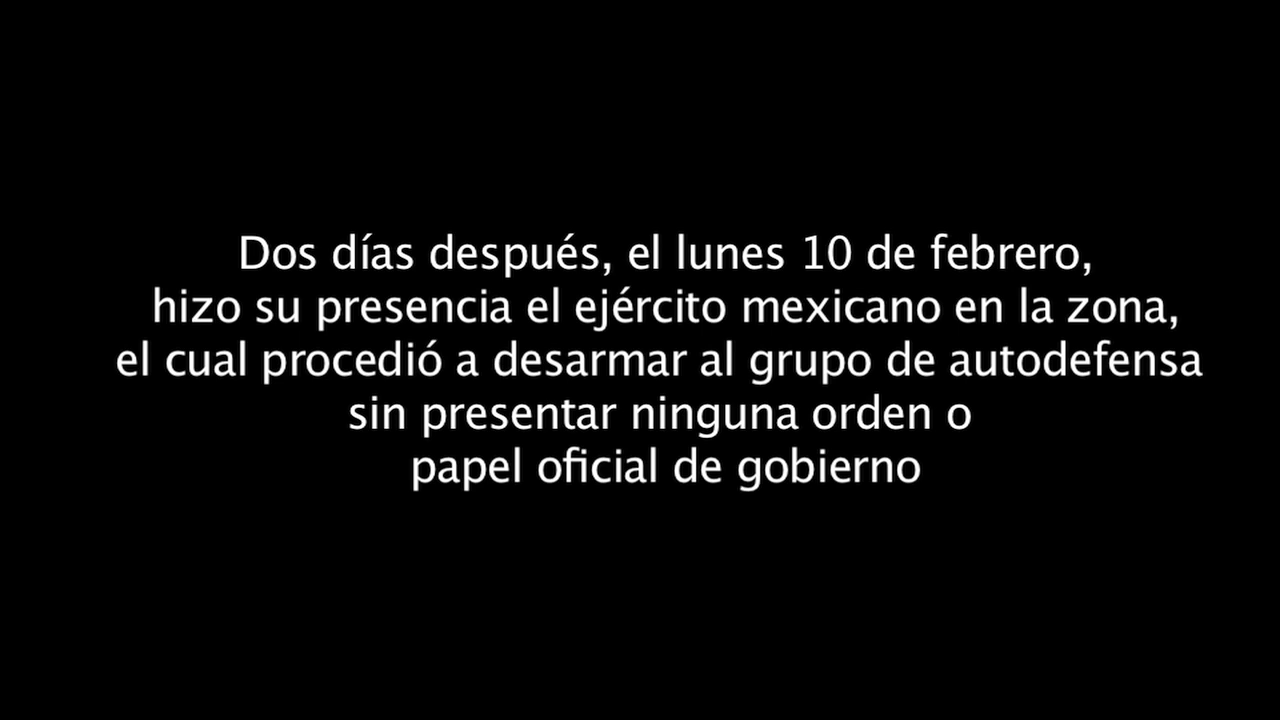 Dos días después, el lunes 10 de febrero,
hizo su presencia el ejército mexicano en la zona,
el cual procedió a desarmar al grupo de autodefensa
sin presentar ninguna orden o
papel oficial de gobierno